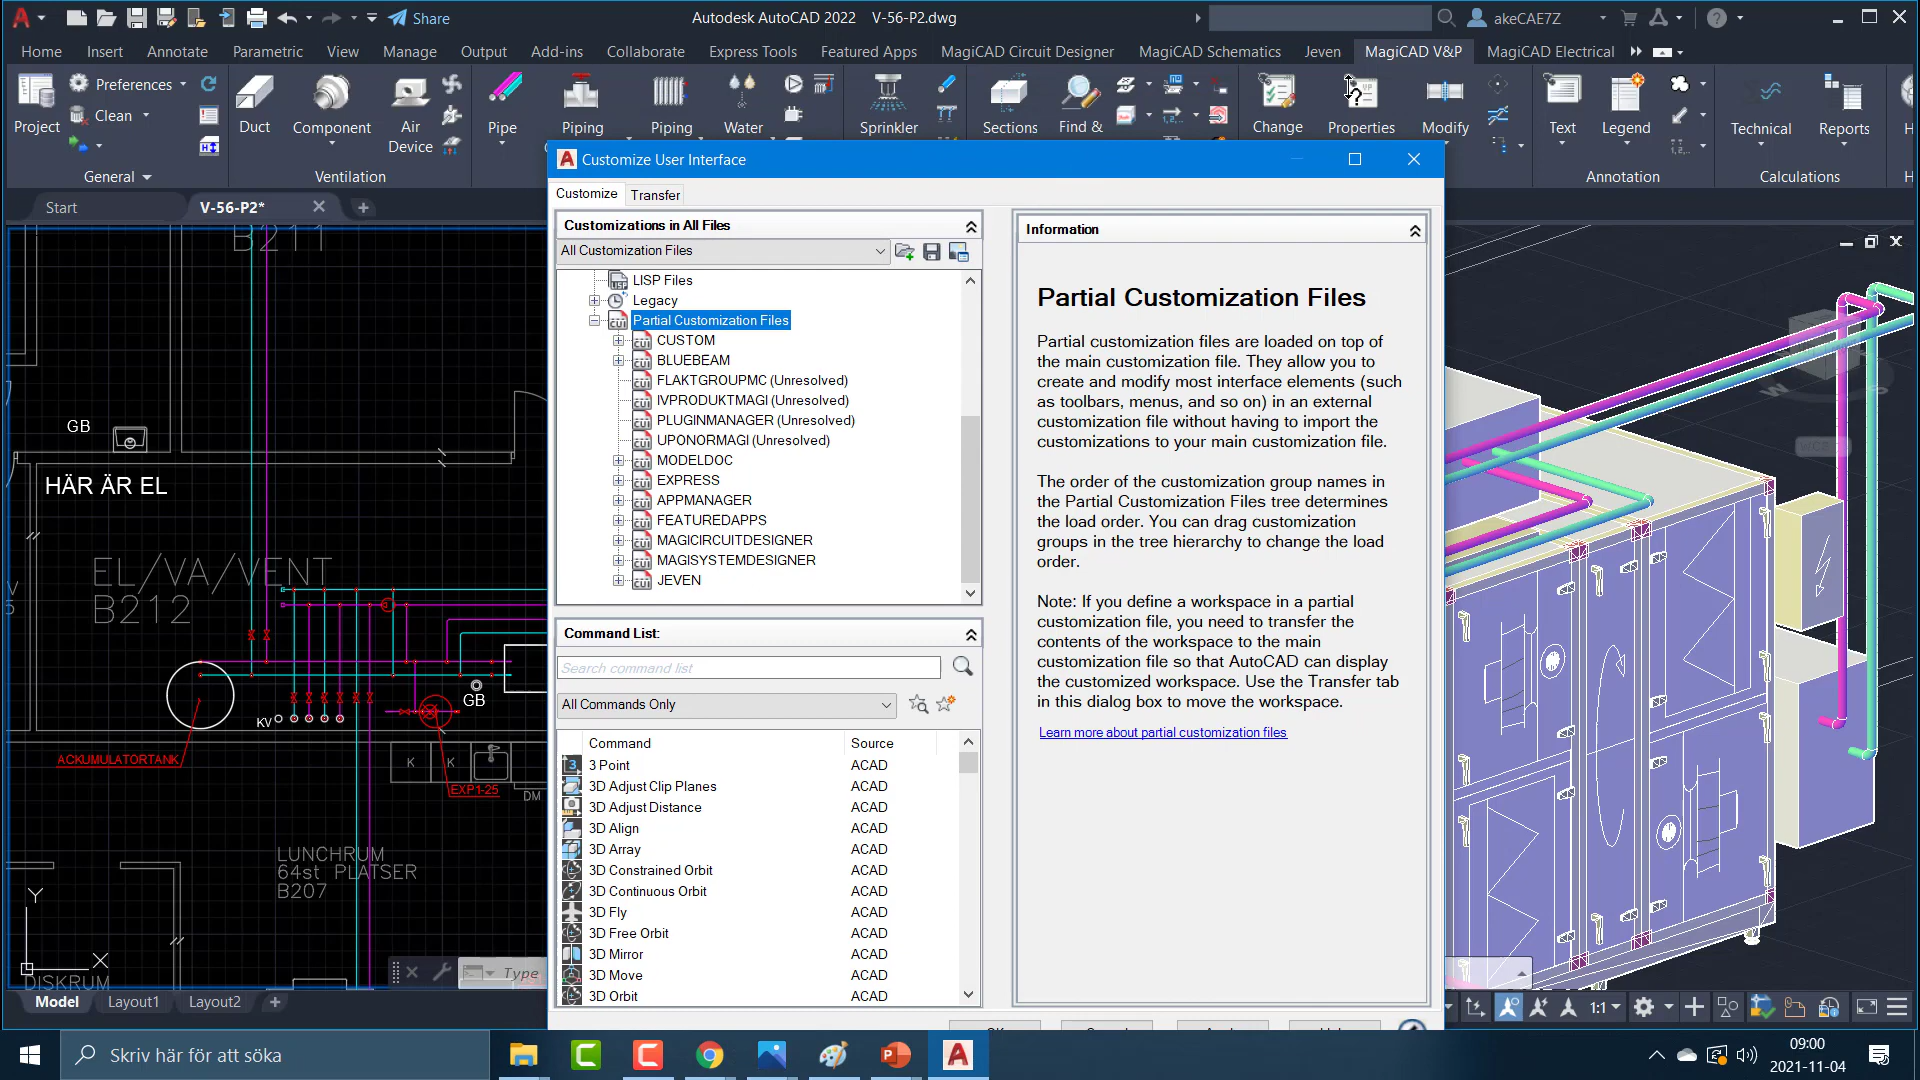 Share
Autodesk AutoCAD 2022 V-56-P2.dwg
akeCAE7Z
Home Insert Annotate Parametric View Manage Output Add-ins Collaborate Express Tools Featured Apps MagiCAD Circuit Designer MagiCAD Schematics Jeven MagiCAD V&P MagiCAD Electrical
Preferences
Clean
Project Duct Component Air Device Pipe Piping Piping Water Sprinkler Sections Find & Change Properties Modify Text Legend Technical Reports
General Ventilation Annotation Calculations
Start V-56-P2*
Customize User Interface
Customize Transfer
Customizations in All Files
All Customization Files
LISP Files
Legacy
Partial Customization Files
CUSTOM
BLUEBEAM
FLAKTGROUPMC (Unresolved)
IVPRODUKTMAGI (Unresolved)
PLUGINMANAGER (Unresolved)
UPONORMAGI (Unresolved)
MODELDOC
EXPRESS
APPMANAGER
FEATUREDAPPS
MAGICIRCUITDESIGNER
MAGISYSTEMDESIGNER
JEVEN
Command List:
Search command list
All Commands Only
Command Source
3 Point ACAD
3D Adjust Clip Planes ACAD
3D Adjust Distance ACAD
3D Align ACAD
3D Array ACAD
3D Constrained Orbit ACAD
3D Continuous Orbit ACAD
3D Fly ACAD
3D Free Orbit ACAD
3D Mirror ACAD
3D Move ACAD
3D Orbit ACAD
Information
Partial Customization Files
Partial customization files are loaded on top of
the main customization file. They allow you to
create and modify most interface elements (such
as toolbars, menus, and so on) in an external
customization file without having to import the
customizations to your main customization file.
The order of the customization group names in
the Partial Customization Files tree determines
the load order. You can drag customization
groups in the tree hierarchy to change the load
order.
Note: If you define a workspace in a partial
customization file, you need to transfer the
contents of the workspace to the main
customization file so that AutoCAD can display
the customized workspace. Use the Transfer tab
in this dialog box to move the workspace.
Learn more about partial customization files
B211
GB
HÄR ÄR EL
EL/VA/VENT
B212
GB
KV
ACKUMULATORTANK
K K
EXP1-25
DM
LUNCHRUM
64st PLATSER
B207
Y
X
DISKRUM
Type
W
S
WCS
Model Layout1 Layout2
1:1
Skriv här för att söka
09:00
2021-11-04